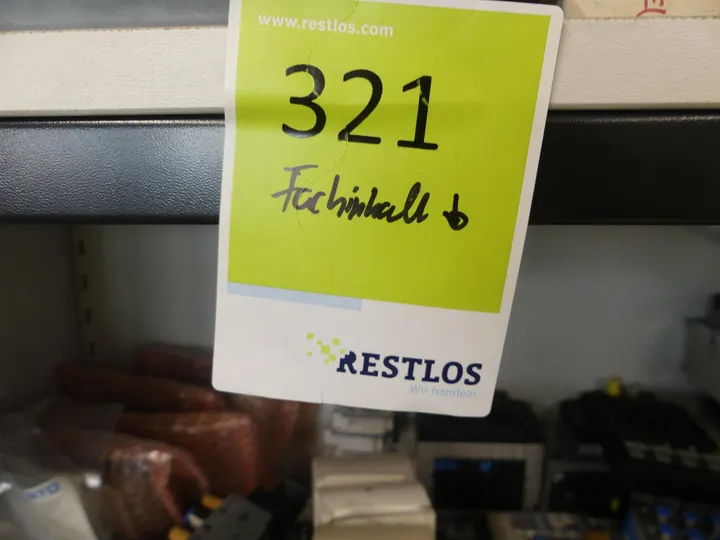 www.restlos.com
321
Fachinhalt ↓
RESTLOS
Wir handeln